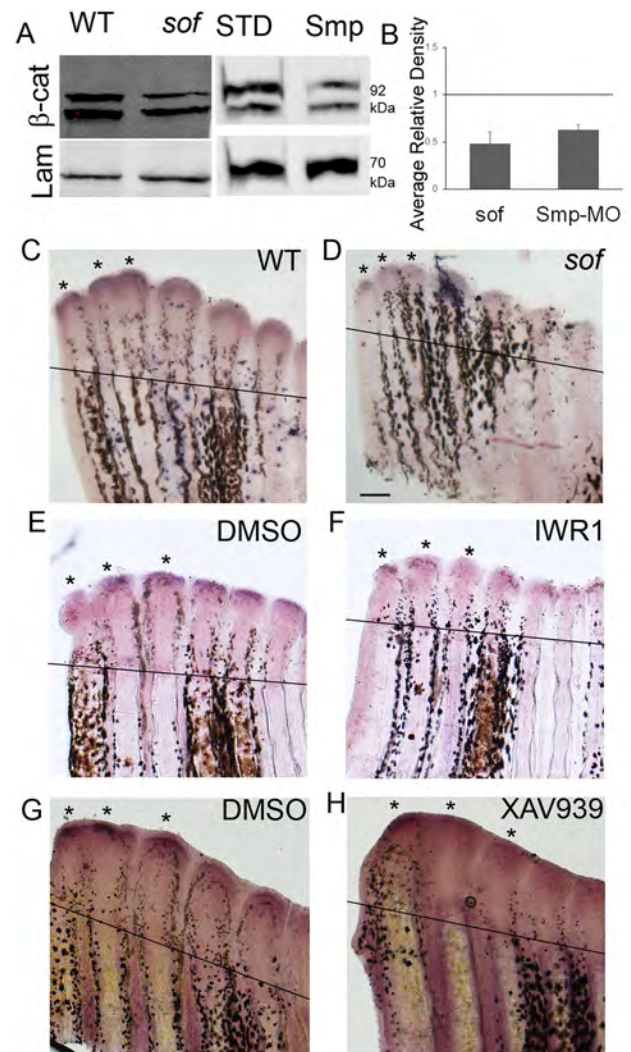 A
WT sof STD Smp
β-cat
92
kDa
Lam
70
kDa
B
Average Relative Density
1.5
1
0.5
0
sof Smp-MO
C
* * *
WT
D
* * *
sof
E
* * *
DMSO
F
* * *
IWR1
G
* * *
DMSO
H
* * *
XAV939